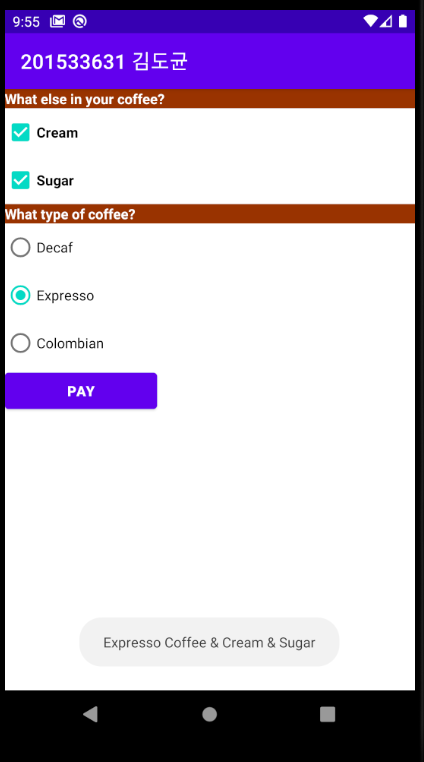 9:55
201533631 김도균
What else in your coffee?
Cream
Sugar
What type of coffee?
Decaf
Expresso
Colombian
PAY
Expresso Coffee & Cream & Sugar